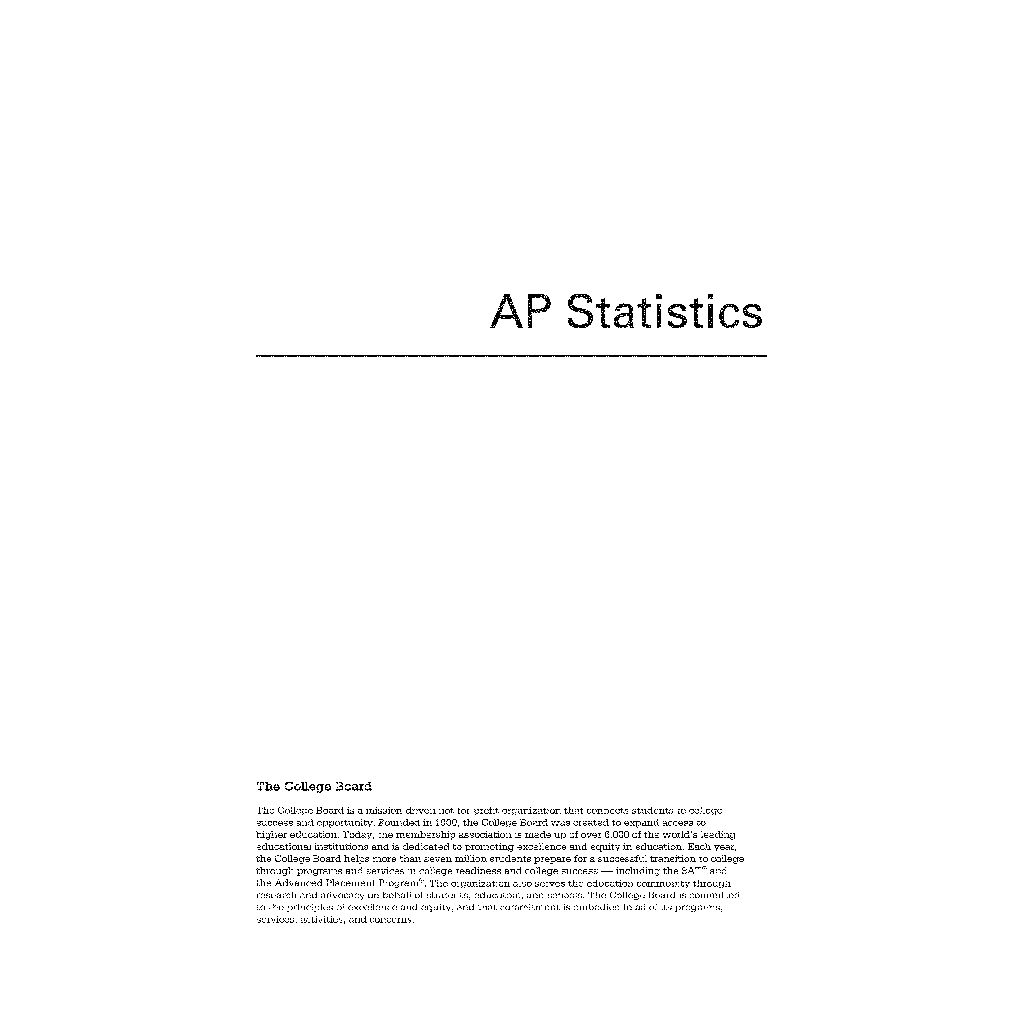 AP Statistics
The College Board
The College Board is a mission driven not for profit organization that connects students to college
success and opportunity. Founded in 1900, the College Board was created to expand access to
higher education. Today, the membership association is made up of over 6,000 of the world's leading
educational institutions and is dedicated to promoting excellence and equity in education. Each year,
the College Board helps more than seven million students prepare for a successful transition to college
through programs and services in college readiness and college success — including the SAT® and
the Advanced Placement Program®. The organization also serves the education community through
research and advocacy on behalf of students, educators, and schools. The College Board is committed
to the principles of excellence and equity, and that commitment is embodied in all of its programs,
services, activities, and concerns.